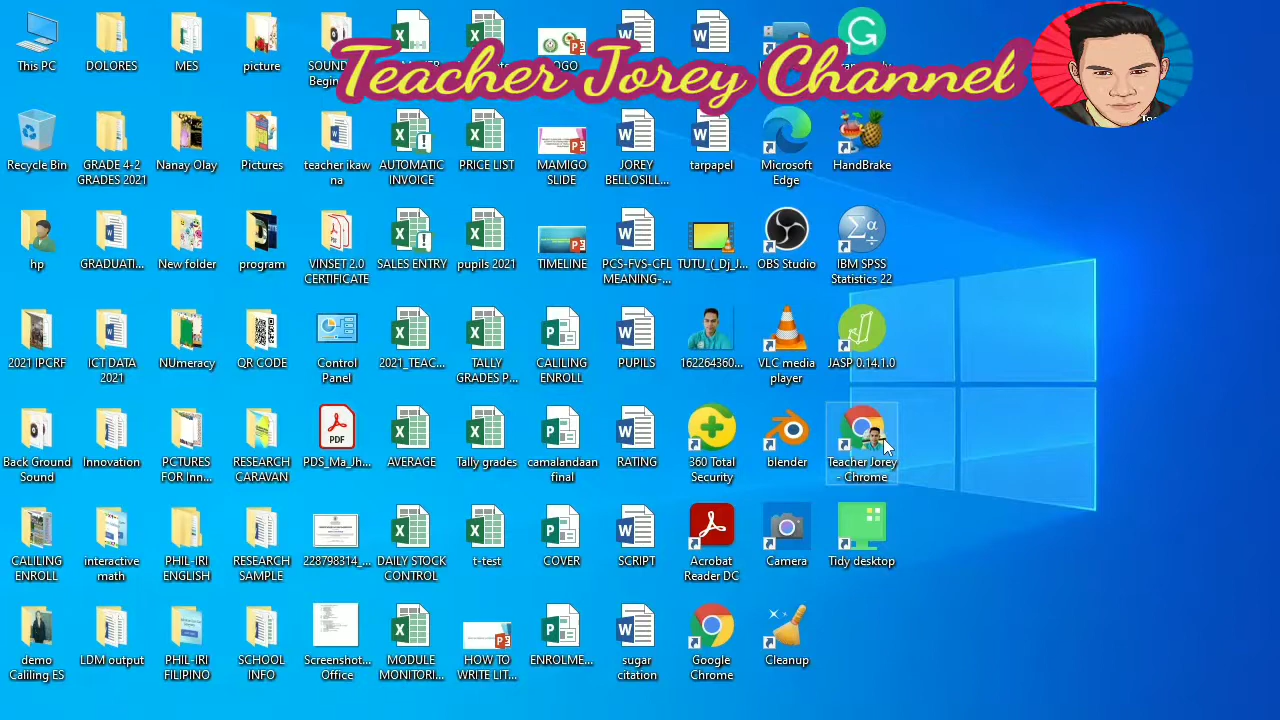 Teacher Jorey Channel
This PC
DOLORES
MES
picture
SOUND
Begin
Recycle Bin
GRADE 4-2
GRADES 2021
Nanay Olay
Pictures
teacher ikaw
na
AUTOMATIC
INVOICE
PRICE LIST
MAMIGO
SLIDE
JOREY
BELLOSILL...
tarpapel
Microsoft
Edge
HandBrake
hp
GRADUATI...
New folder
program
VINSET 2.0
CERTIFICATE
SALES ENTRY
pupils 2021
TIMELINE
PCS-FVS-CFL
MEANING-...
TUTU_(_Dj_J...
OBS Studio
IBM SPSS
Statistics 22
2021 IPCRF
ICT DATA
2021
NUmeracy
QR CODE
Control
Panel
2021_TEAC...
TALLY
GRADES P...
CALILING
ENROLL
PUPILS
162264360...
VLC media
player
JASP 0.14.1.0
Back Ground
Sound
Innovation
PCTURES
FOR Inn...
RESEARCH
CARAVAN
PDF
PDS_Ma_Jh...
AVERAGE
Tally grades
camalandaan
final
RATING
360 Total
Security
blender
Teacher Jorey
- Chrome
CALILING
ENROLL
interactive
math
PHIL-IRI
ENGLISH
RESEARCH
SAMPLE
228798314_...
DAILY STOCK
CONTROL
t-test
COVER
SCRIPT
Acrobat
Reader DC
Camera
Tidy desktop
demo
Caliling ES
LDM output
PHIL-IRI
FILIPINO
SCHOOL
INFO
Screenshot...
Office
MODULE
MONITORI...
HOW TO
WRITE LIT...
ENROLME...
sugar
citation
Google
Chrome
Cleanup